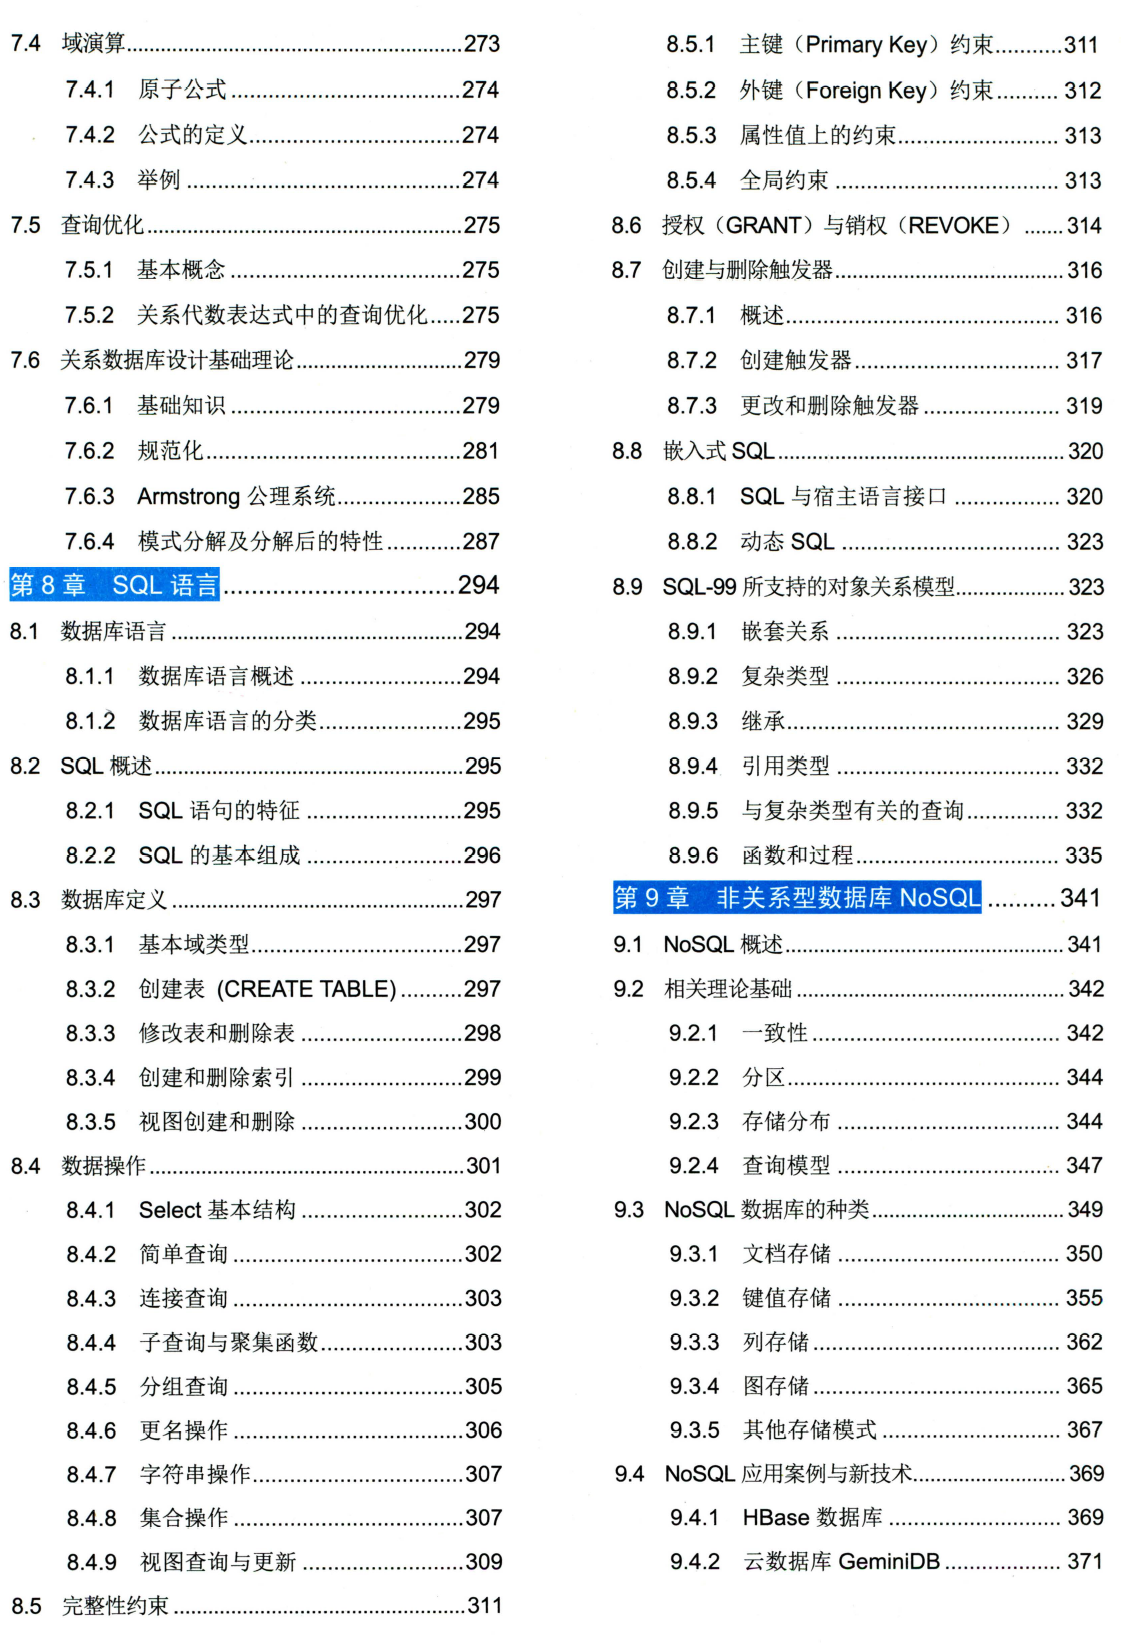 7.4 域演算 273
7.4.1 原子公式 274
7.4.2 公式的定义 274
7.4.3 举例 274
7.5 查询优化 275
7.5.1 基本概念 275
7.5.2 关系代数表达式中的查询优化 275
7.6 关系数据库设计基础理论 279
7.6.1 基础知识 279
7.6.2 规范化 281
7.6.3 Armstrong 公理系统 285
7.6.4 模式分解及分解后的特性 287
第 8 章 SQL 语言 294
8.1 数据库语言 294
8.1.1 数据库语言概述 294
8.1.2 数据库语言的分类 295
8.2 SQL 概述 295
8.2.1 SQL 语句的特征 295
8.2.2 SQL 的基本组成 296
8.3 数据库定义 297
8.3.1 基本域类型 297
8.3.2 创建表 (CREATE TABLE) 297
8.3.3 修改表和删除表 298
8.3.4 创建和删除索引 299
8.3.5 视图创建和删除 300
8.4 数据操作 301
8.4.1 Select 基本结构 302
8.4.2 简单查询 302
8.4.3 连接查询 303
8.4.4 子查询与聚集函数 303
8.4.5 分组查询 305
8.4.6 更名操作 306
8.4.7 字符串操作 307
8.4.8 集合操作 307
8.4.9 视图查询与更新 309
8.5 完整性约束 311
8.5.1 主键（Primary Key）约束 311
8.5.2 外键（Foreign Key）约束 312
8.5.3 属性值上的约束 313
8.5.4 全局约束 313
8.6 授权（GRANT）与销权（REVOKE） 314
8.7 创建与删除触发器 316
8.7.1 概述 316
8.7.2 创建触发器 317
8.7.3 更改和删除触发器 319
8.8 嵌入式 SQL 320
8.8.1 SQL 与宿主语言接口 320
8.8.2 动态 SQL 323
8.9 SQL-99 所支持的对象关系模型 323
8.9.1 嵌套关系 323
8.9.2 复杂类型 326
8.9.3 继承 329
8.9.4 引用类型 332
8.9.5 与复杂类型有关的查询 332
8.9.6 函数和过程 335
第 9 章 非关系型数据库 NoSQL 341
9.1 NoSQL 概述 341
9.2 相关理论基础 342
9.2.1 一致性 342
9.2.2 分区 344
9.2.3 存储分布 344
9.2.4 查询模型 347
9.3 NoSQL 数据库的种类 349
9.3.1 文档存储 350
9.3.2 键值存储 355
9.3.3 列存储 362
9.3.4 图存储 365
9.3.5 其他存储模式 367
9.4 NoSQL 应用案例与新技术 369
9.4.1 HBase 数据库 369
9.4.2 云数据库 GeminiDB 371